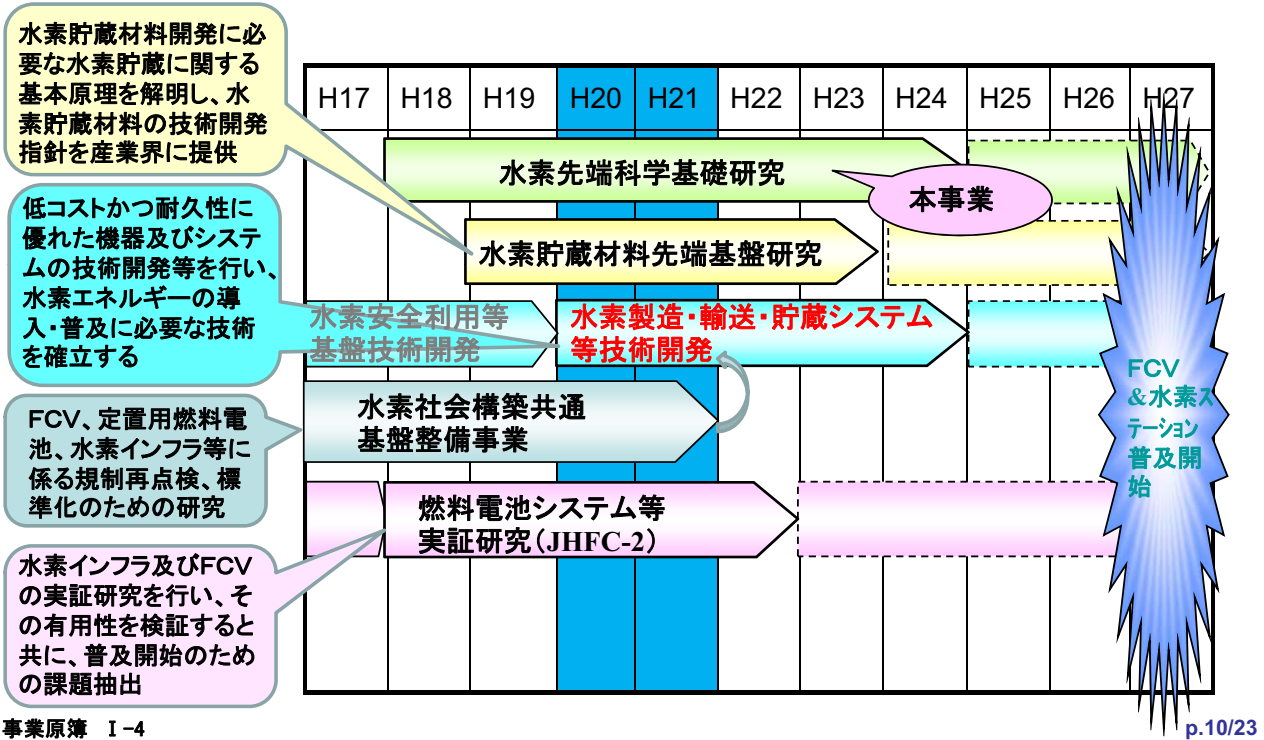 水素貯蔵材料開発に必
要な水素貯蔵に関する
基本原理を解明し、水
素貯蔵材料の技術開発
指針を産業界に提供
低コストかつ耐久性に
優れた機器及びシステ
ムの技術開発等を行い、
水素エネルギーの導
入・普及に必要な技術
を確立する
FCV、定置用燃料電
池、水素インフラ等に
係る規制再点検、標
準化のための研究
水素インフラ及びFCV
の実証研究を行い、そ
の有用性を検証すると
共に、普及開始のため
の課題抽出
H17 H18 H19 H20 H21 H22 H23 H24 H25 H26 H27
水素先端科学基礎研究
本事業
水素貯蔵材料先端基盤研究
水素安全利用等
基盤技術開発
水素製造・輸送・貯蔵システム
等技術開発
水素社会構築共通
基盤整備事業
燃料電池システム等
実証研究(JHFC-2)
FCV
&水素ス
テーション
普及開
始
事業原簿 Ⅰ-4
p.10/23